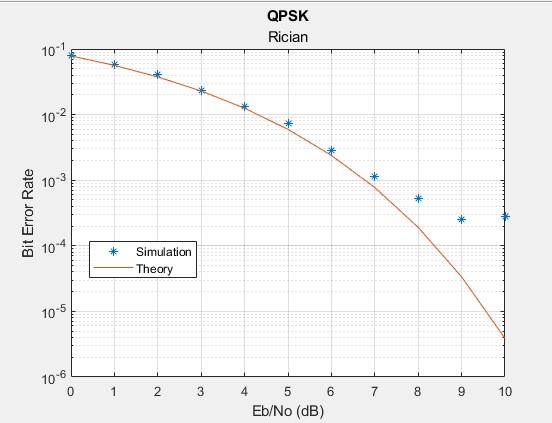 QPSK
Rician
10-1
10-2
10-3
10-4
10-5
10-6
Bit Error Rate
Simulation
Theory
0 1 2 3 4 5 6 7 8 9 10
Eb/No (dB)